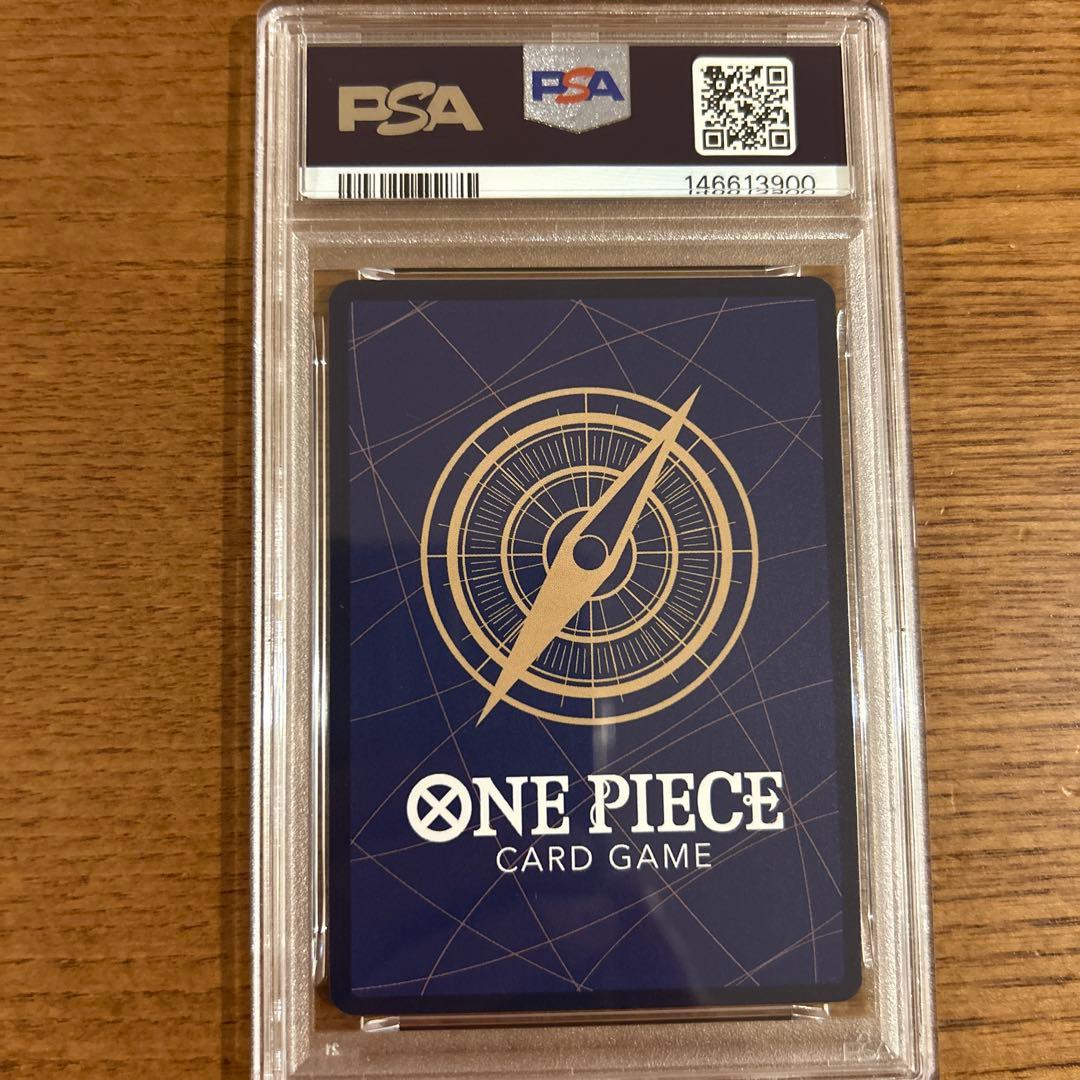 PSA
PSA
146613900
ONE PIECE
CARD GAME